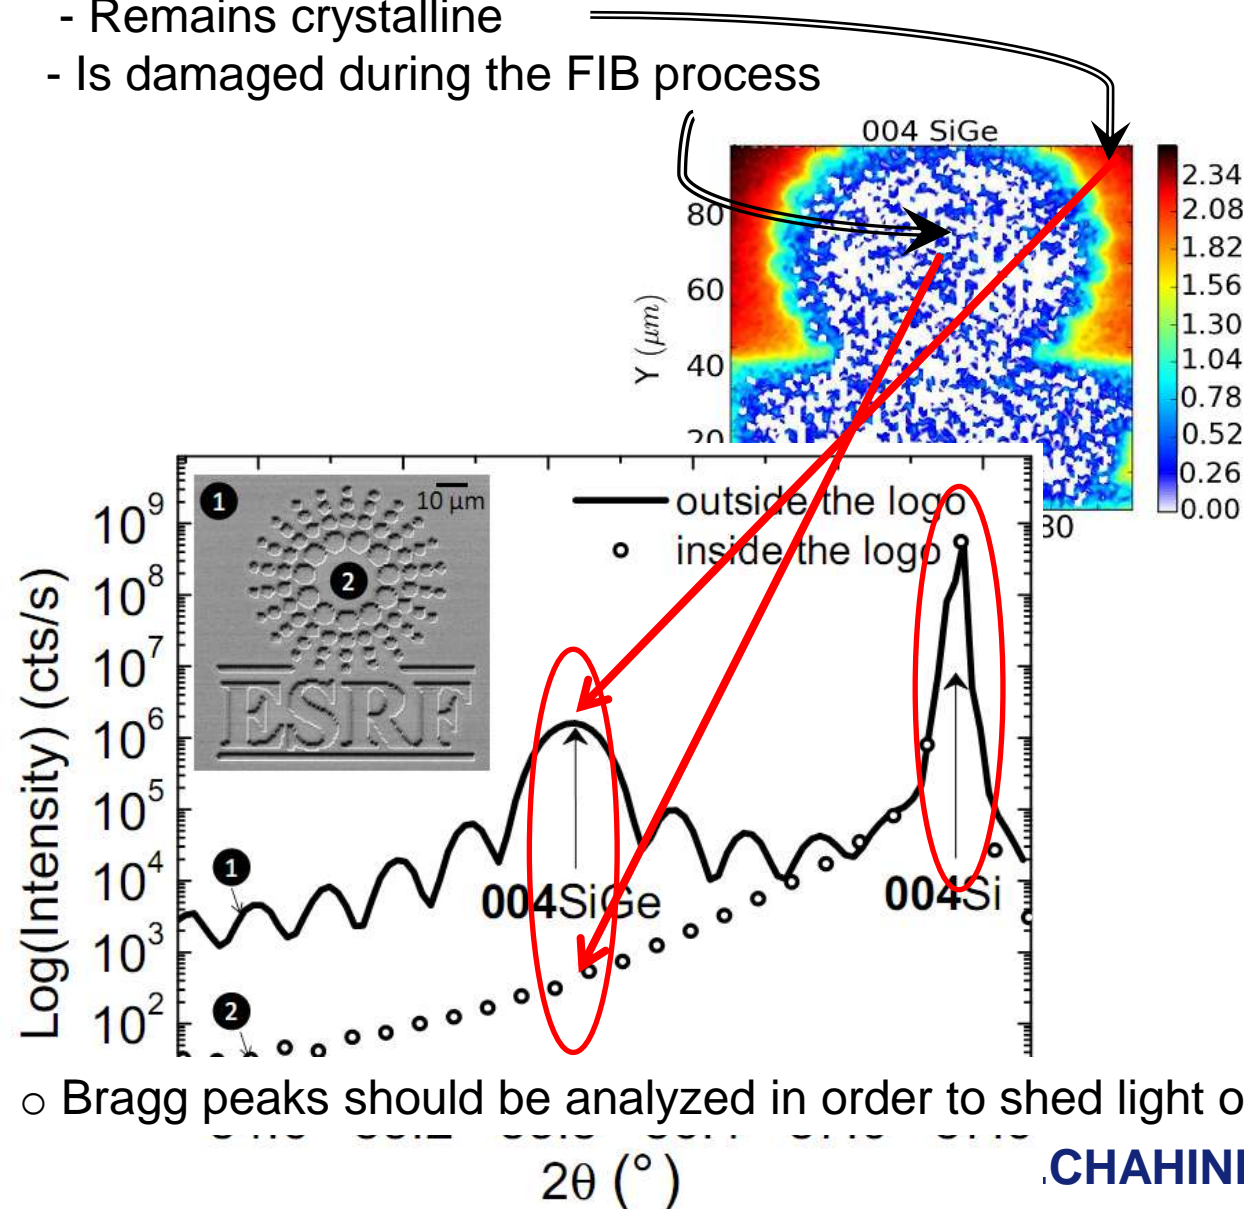 - Remains crystalline
- Is damaged during the FIB process
004 SiGe
2.34
2.08
1.82
1.56
1.30
1.04
0.78
0.52
0.26
0.00
80
60
40
20
Y (μm)
80
10⁹
10⁸
10⁷
10⁶
10⁵
10⁴
10³
10²
Log(Intensity) (cts/s)
1
10 μm
2
ESRF
outside the logo
inside the logo
1
2
004SiGe
004Si
○ Bragg peaks should be analyzed in order to shed light o
2θ (°)
.CHAHIN